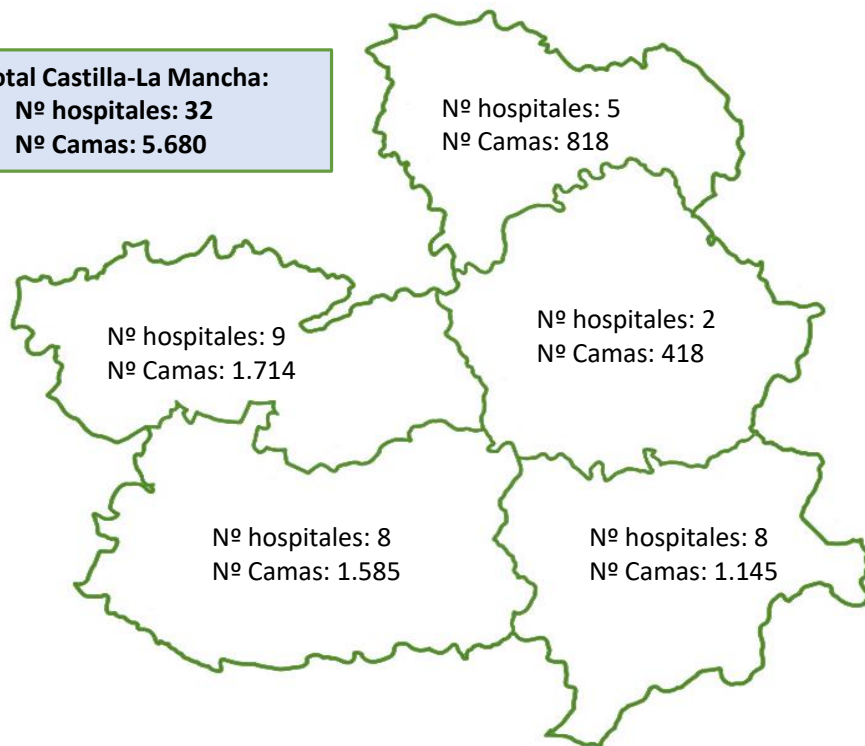 otal Castilla-La Mancha:
Nº hospitales: 32
Nº Camas: 5.680
Nº hospitales: 5
Nº Camas: 818
Nº hospitales: 9
Nº Camas: 1.714
Nº hospitales: 2
Nº Camas: 418
Nº hospitales: 8
Nº Camas: 1.585
Nº hospitales: 8
Nº Camas: 1.145